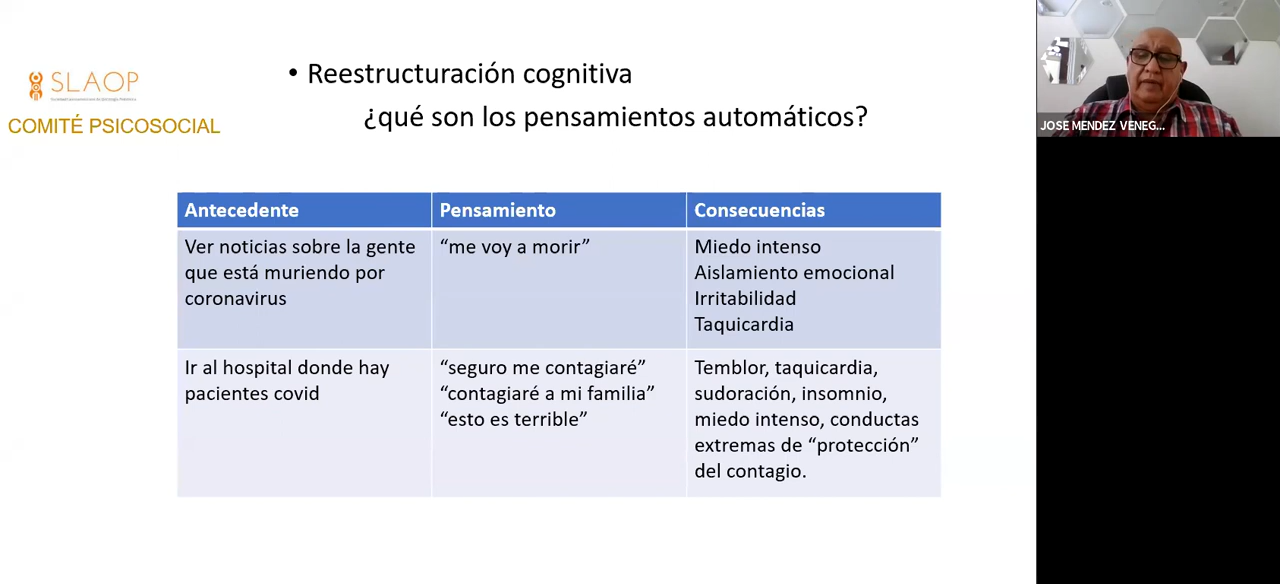 • Reestructuración cognitiva
¿qué son los pensamientos automáticos?
SLAOP
COMITÉ PSICOSOCIAL
JOSE MENDEZ VENEG...
Antecedente
Pensamiento
Consecuencias
Ver noticias sobre la gente
que está muriendo por
coronavirus
“me voy a morir”
Miedo intenso
Aislamiento emocional
Irritabilidad
Taquicardia
Ir al hospital donde hay
pacientes covid
“seguro me contagiaré”
“contagiaré a mi familia”
“esto es terrible”
Temblor, taquicardia,
sudoración, insomnio,
miedo intenso, conductas
extremas de “protección”
del contagio.